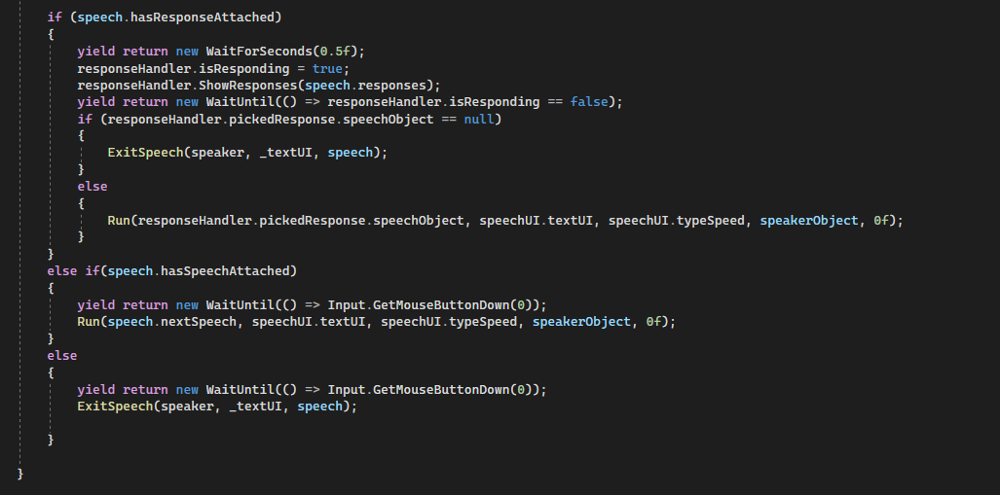 if (speech.hasResponseAttached)
{
yield return new WaitForSeconds(0.5f);
responseHandler.isResponding = true;
responseHandler.ShowResponses(speech.responses);
yield return new WaitUntil(() => responseHandler.isResponding == false);
if (responseHandler.pickedResponse.speechObject == null)
{
ExitSpeech(speaker, _textUI, speech);
}
else
{
Run(responseHandler.pickedResponse.speechObject, speechUI.textUI, speechUI.typeSpeed, speakerObject, 0f);
}
}
else if(speech.hasSpeechAttached)
{
yield return new WaitUntil(() => Input.GetMouseButtonDown(0));
Run(speech.nextSpeech, speechUI.textUI, speechUI.typeSpeed, speakerObject, 0f);
}
else
{
yield return new WaitUntil(() => Input.GetMouseButtonDown(0));
ExitSpeech(speaker, _textUI, speech);
}
}